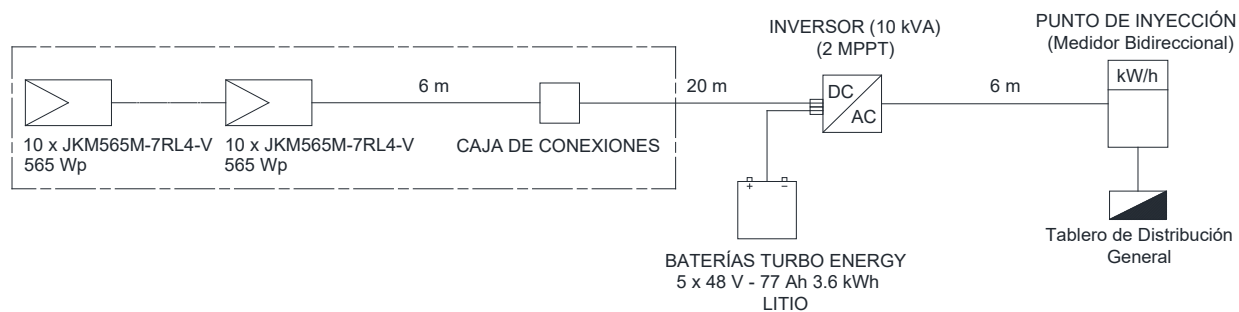 INVERSOR (10 kVA)
(2 MPPT)
PUNTO DE INYECCIÓN
(Medidor Bidireccional)
kW/h
6 m
20 m
DC
AC
6 m
10 x JKM565M-7RL4-V
565 Wp
10 x JKM565M-7RL4-V
565 Wp
CAJA DE CONEXIONES
+ −
BATERÍAS TURBO ENERGY
5 x 48 V - 77 Ah 3.6 kWh
LITIO
Tablero de Distribución
General